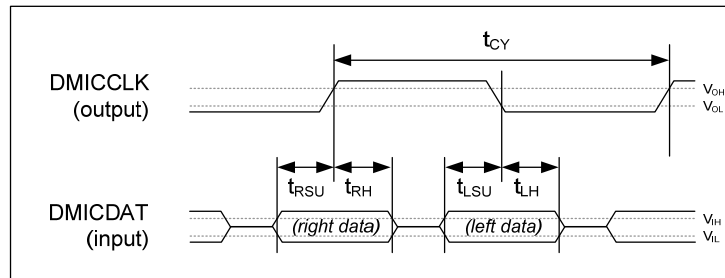 tCY
DMICCLK
(output)
VOH
VOL
tRSU
tRH
tLSU
tLH
DMICDAT
(input)
(right data)
(left data)
VIH
VIL